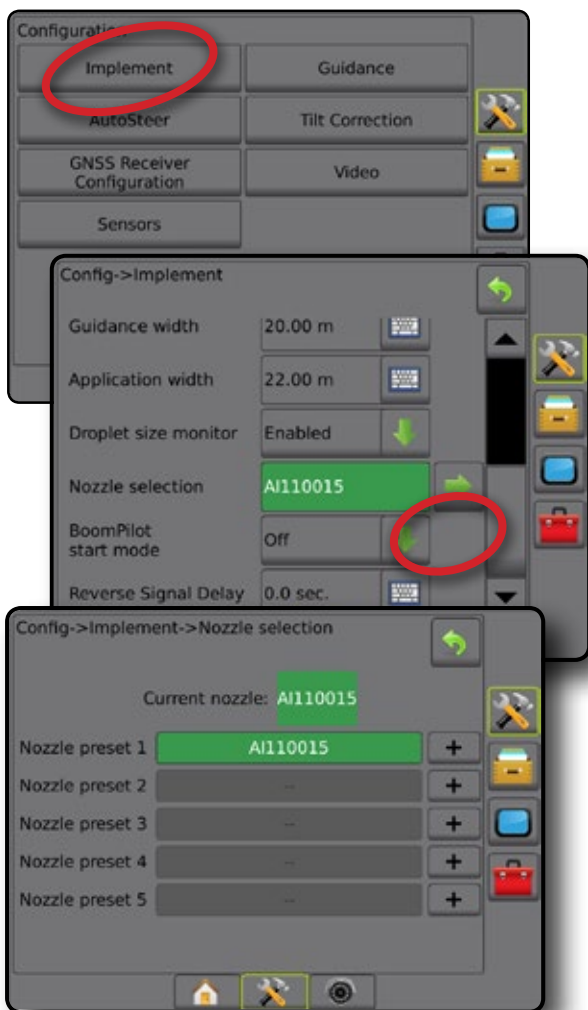 Configuration
Implement
Guidance
AutoSteer
Tilt Correction
GNSS Receiver
Configuration
Video
Sensors
Config->Implement
Guidance width
20.00 m
Application width
22.00 m
Droplet size monitor
Enabled
Nozzle selection
AI110015
BoomPilot
start mode
Off
Reverse Signal Delay
0.0 sec.
Config->Implement->Nozzle selection
Current nozzle: AI110015
Nozzle preset 1 AI110015 +
Nozzle preset 2 -- +
Nozzle preset 3 -- +
Nozzle preset 4 -- +
Nozzle preset 5 -- +